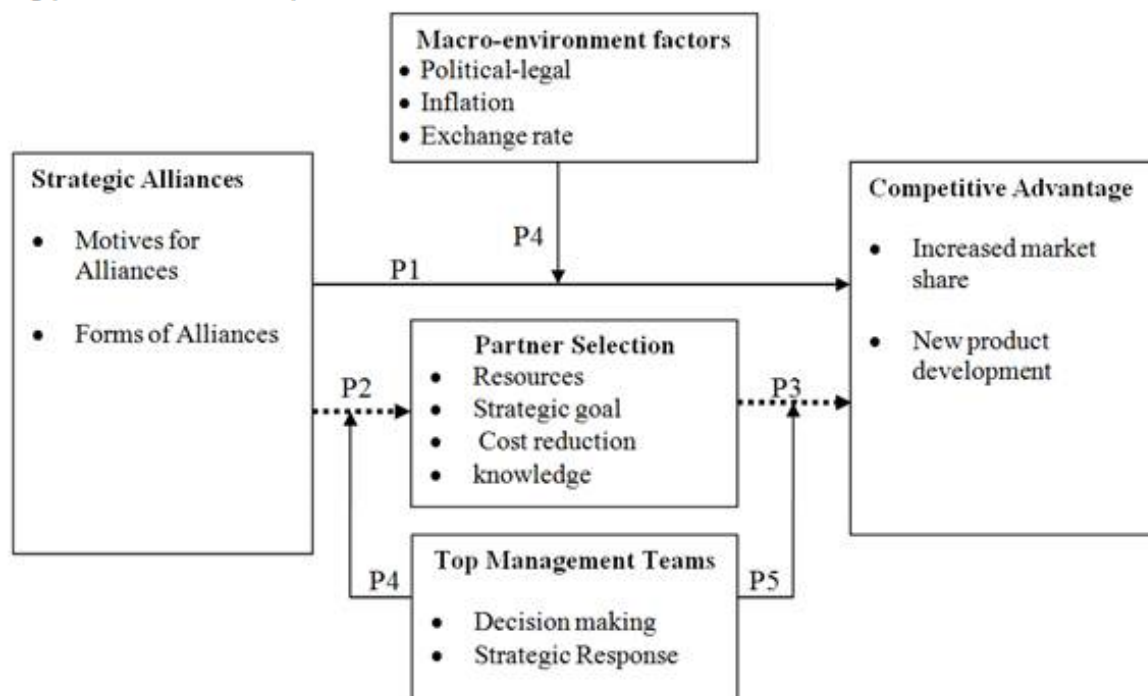 Macro-environment factors
● Political-legal
● Inflation
● Exchange rate
Strategic Alliances
● Motives for
Alliances
● Forms of Alliances
P4
P1
Competitive Advantage
● Increased market
share
● New product
development
P2
Partner Selection
● Resources
● Strategic goal
● Cost reduction
● knowledge
P3
P4
Top Management Teams
● Decision making
● Strategic Response
P5